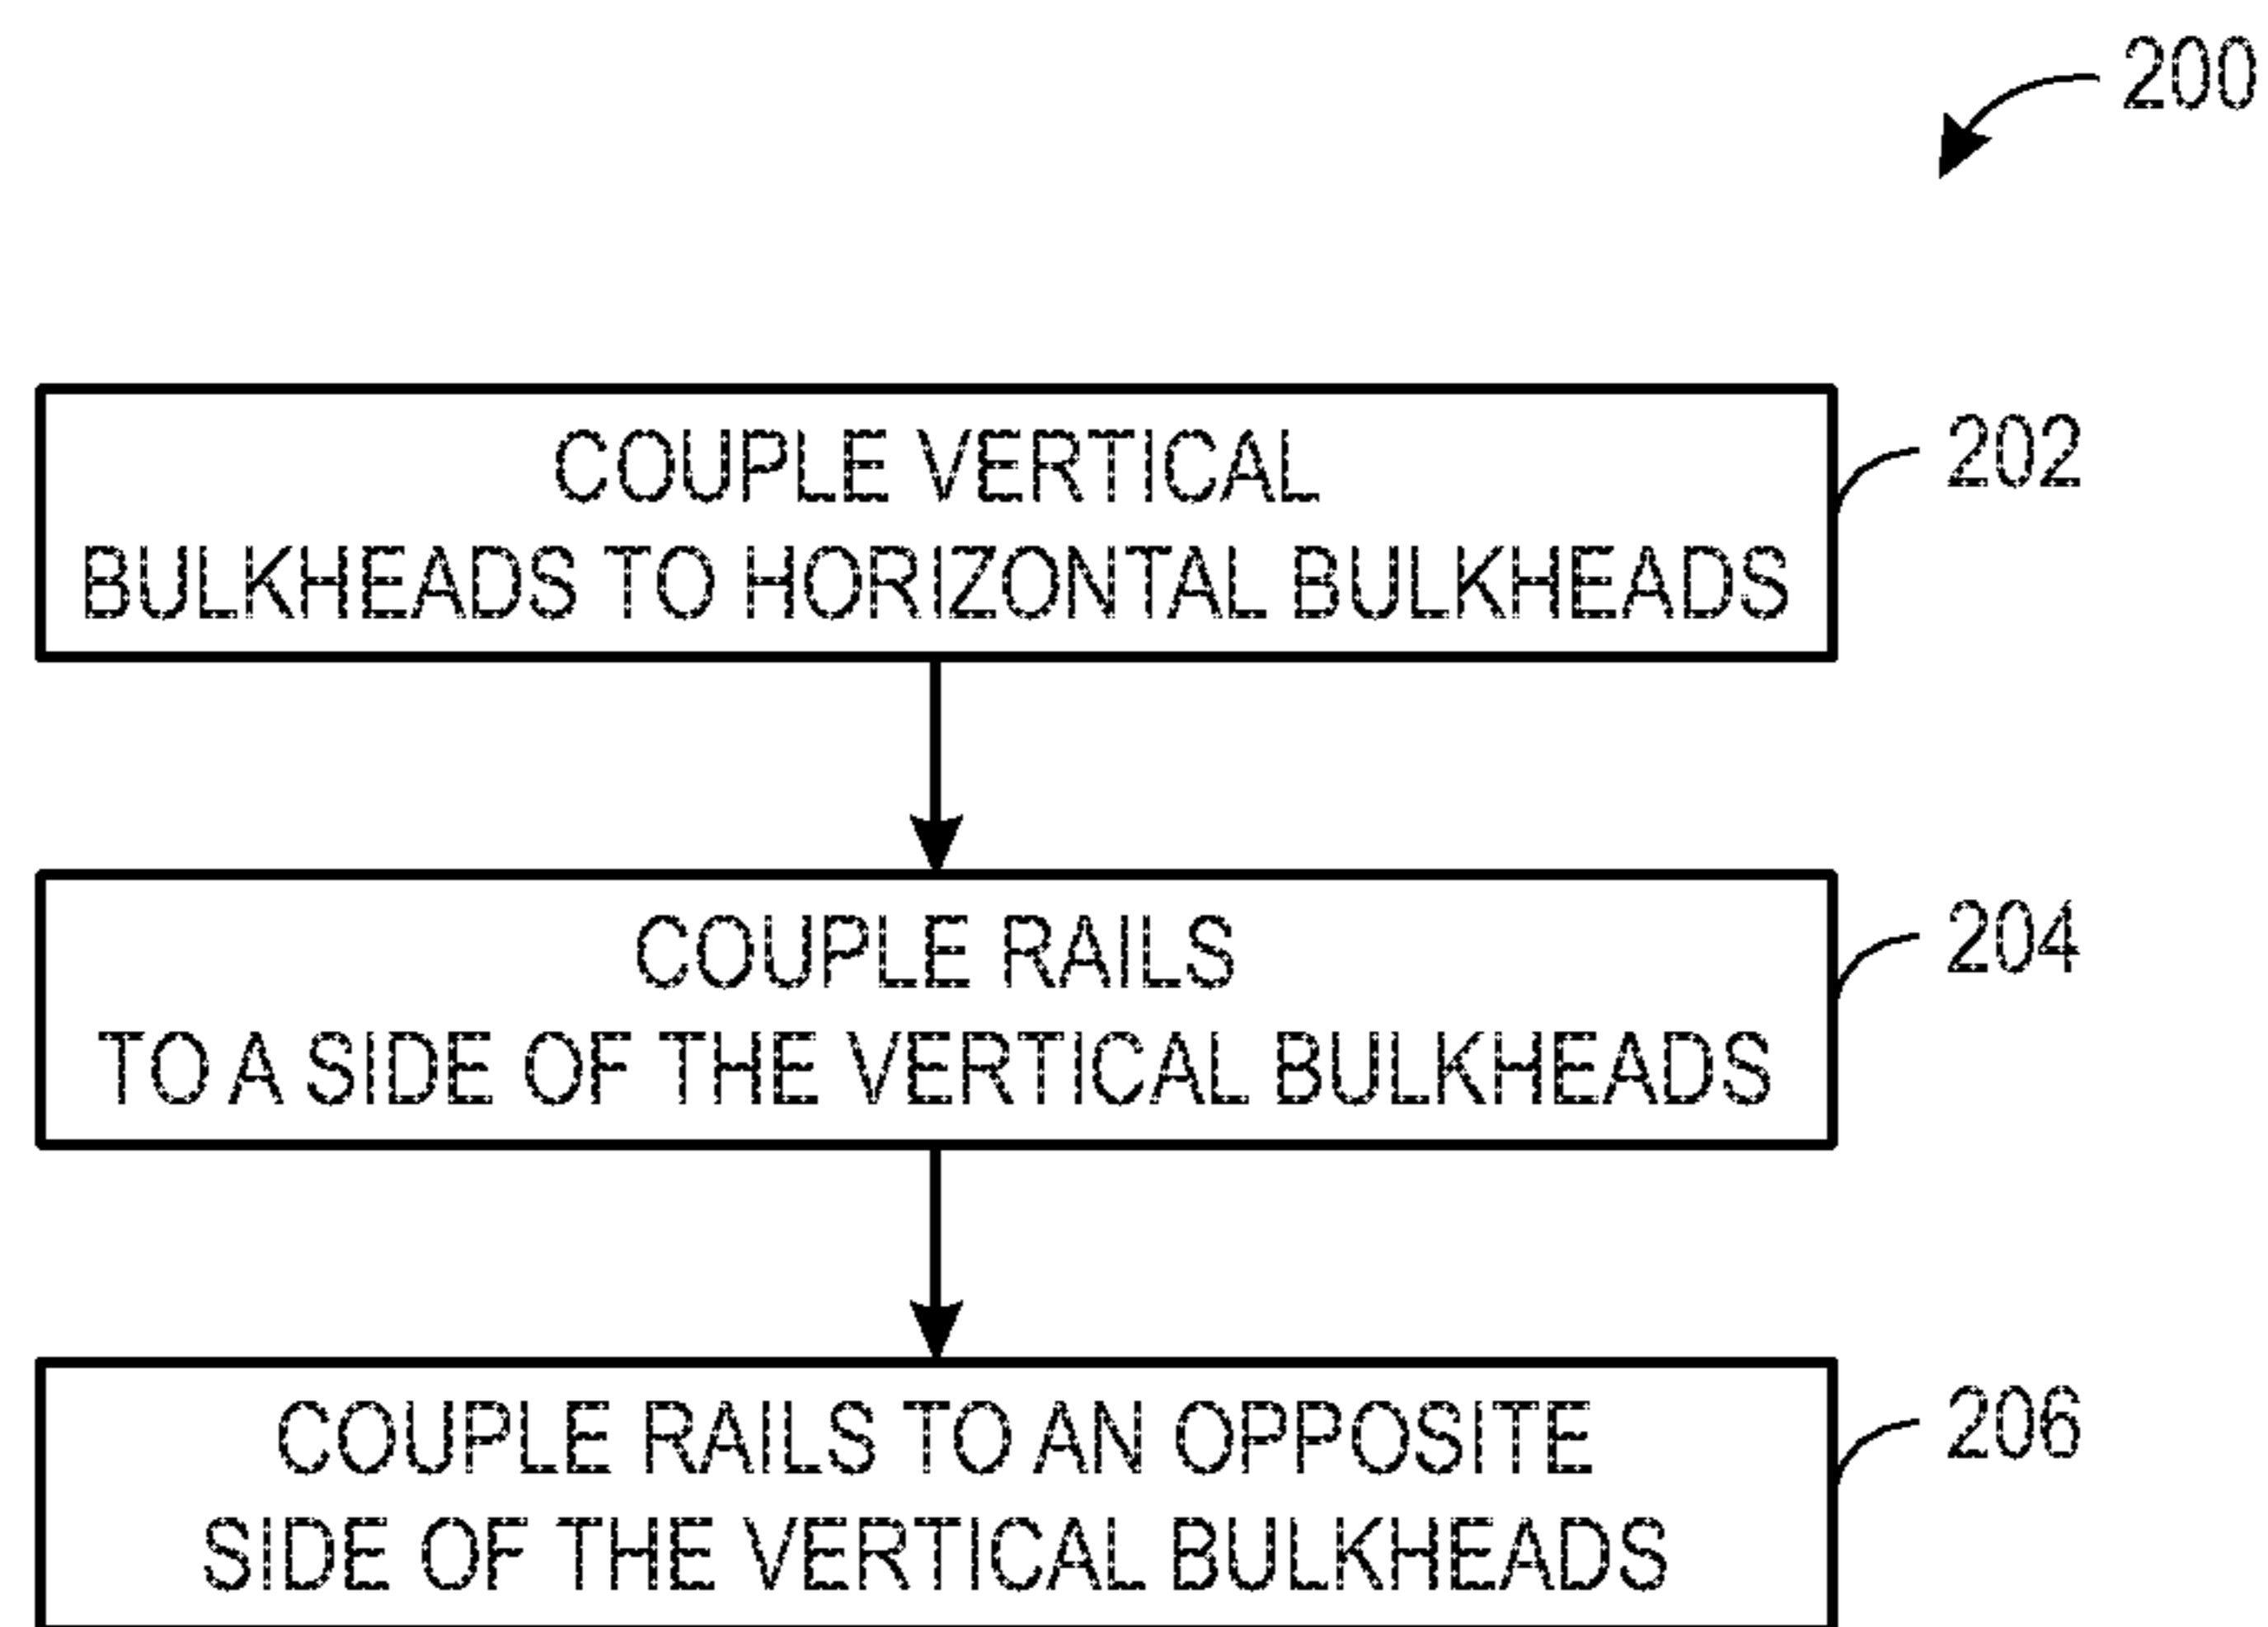 200
COUPLE VERTICAL
BULKHEADS TO HORIZONTAL BULKHEADS
202
COUPLE RAILS
TO A SIDE OF THE VERTICAL BULKHEADS
204
COUPLE RAILS TO AN OPPOSITE
SIDE OF THE VERTICAL BULKHEADS
206